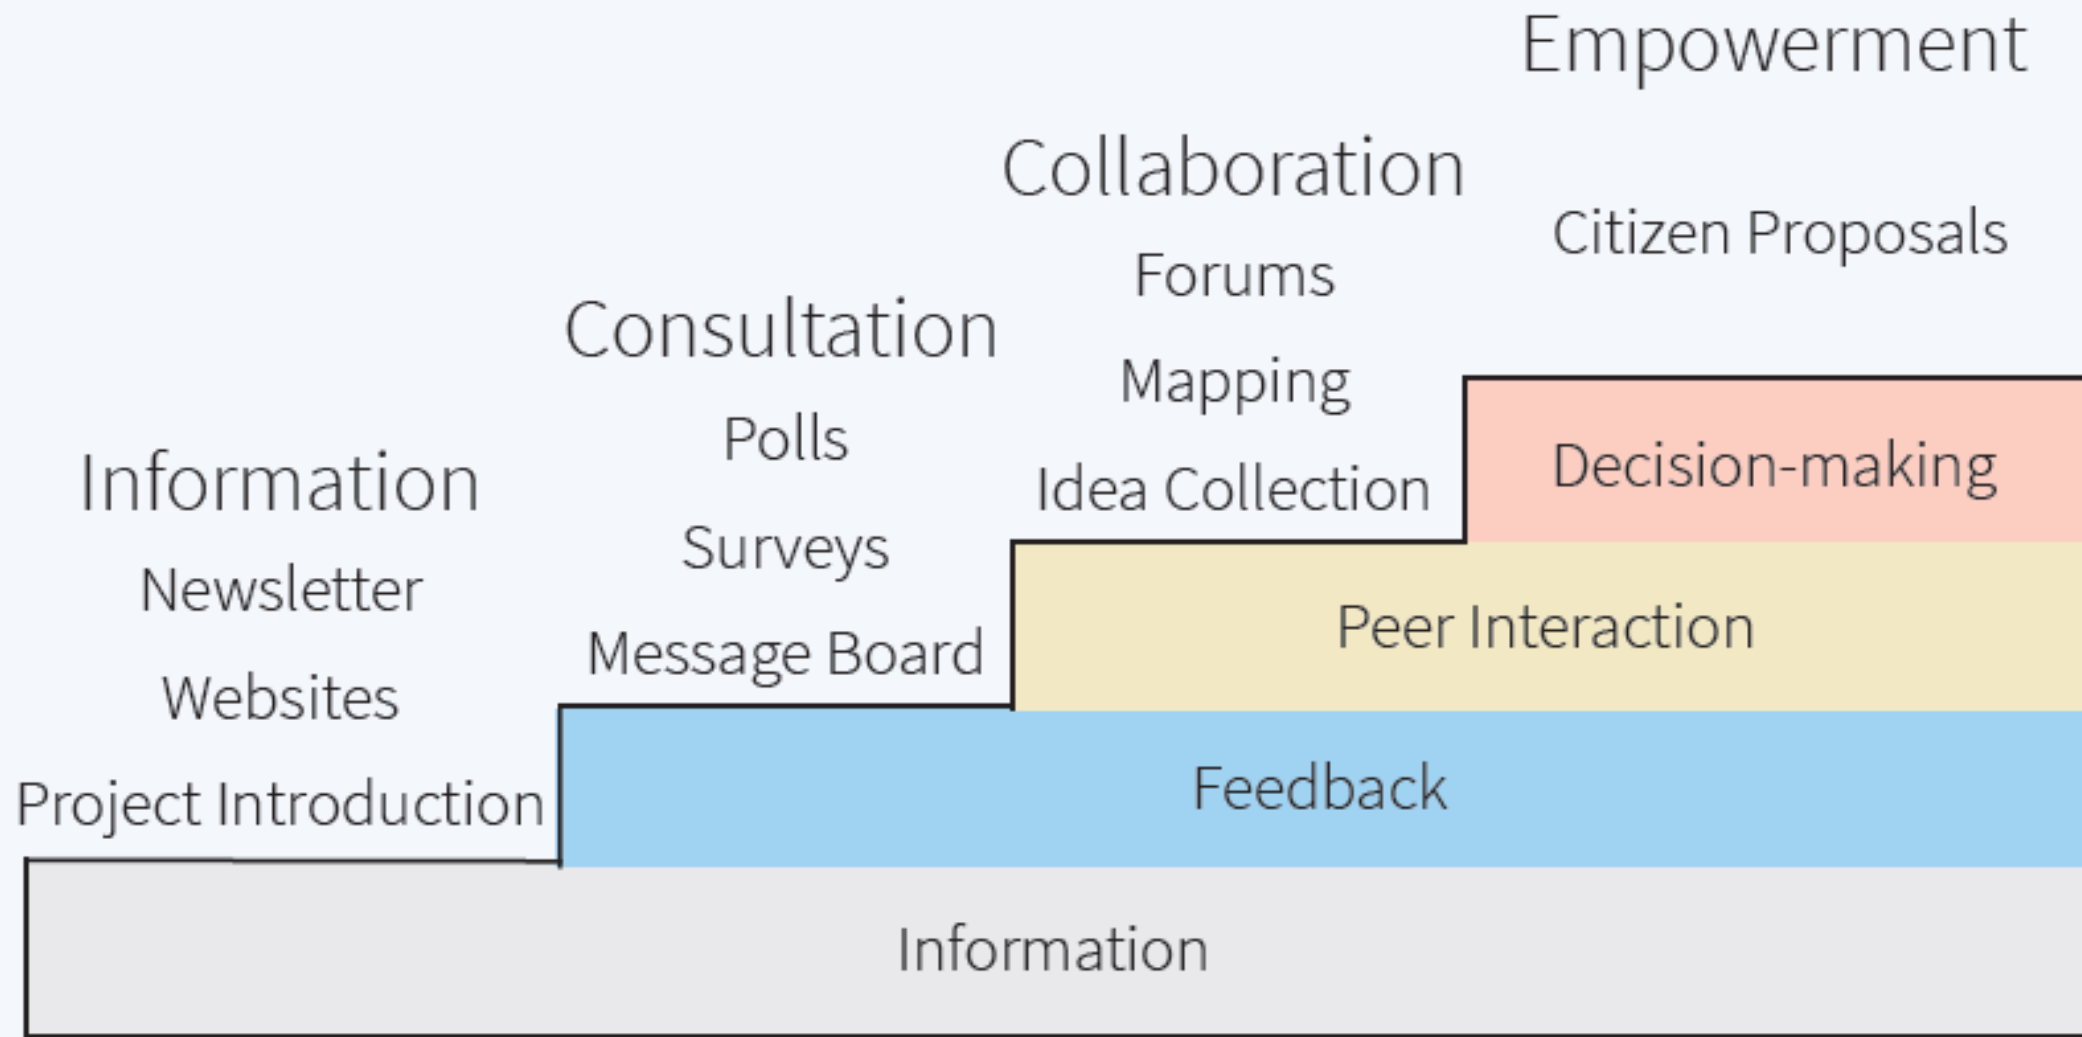 Empowerment
Citizen Proposals
Decision-making
Collaboration
Forums
Mapping
Idea Collection
Peer Interaction
Consultation
Polls
Surveys
Message Board
Feedback
Information
Newsletter
Websites
Project Introduction
Information